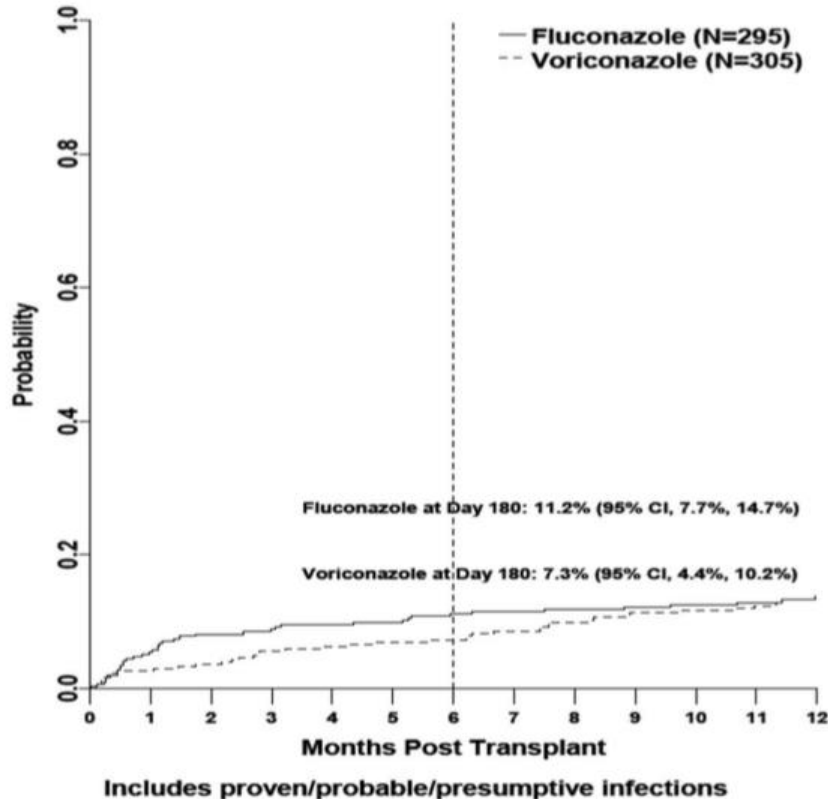 1.0
0.8
0.6
0.4
0.2
0.0
Probability
Fluconazole (N=295)
Voriconazole (N=305)
Fluconazole at Day 180: 11.2% (95% CI, 7.7%, 14.7%)
Voriconazole at Day 180: 7.3% (95% CI, 4.4%, 10.2%)
0 1 2 3 4 5 6 7 8 9 10 11 12
Months Post Transplant
Includes proven/probable/presumptive infections